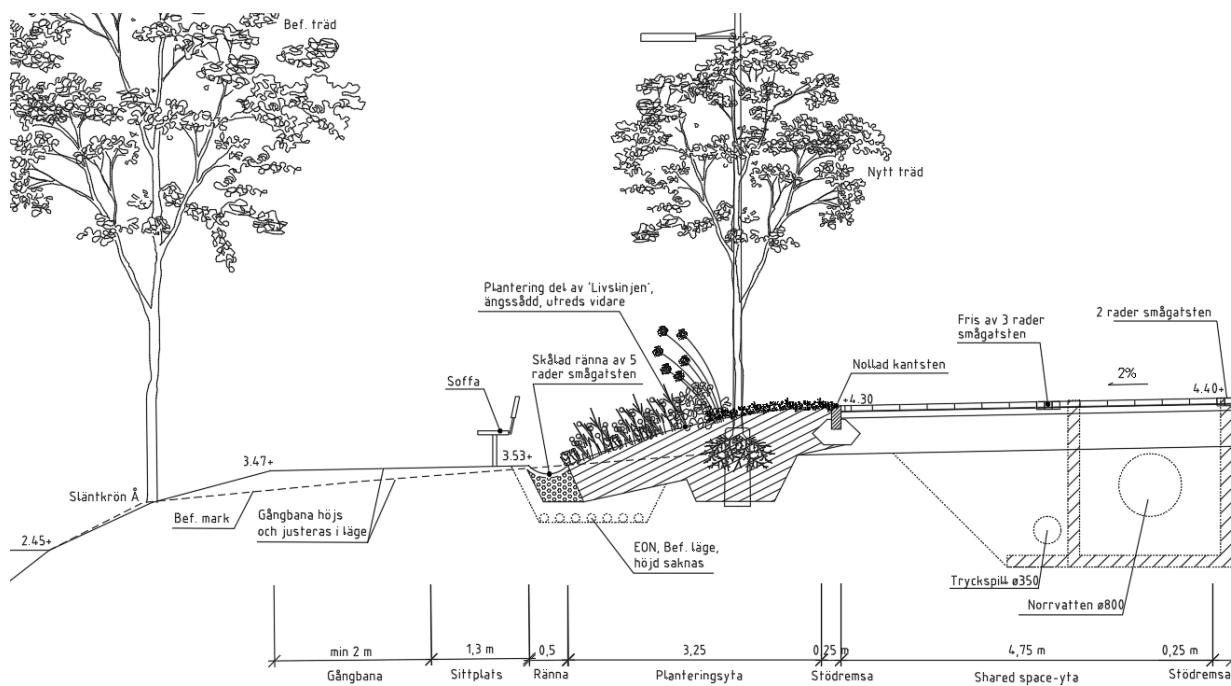 Bef. träd
Nytt träd
Plantering del av 'Livslinjen',
ängssådd, utreds vidare
Fris av 3 rader
smågatsten
2 rader smågatsten
Skålad ränna av 5
rader smågatsten
Nollad kantsten
Soffa
2%
4.40+
+4.30
3.53+
3.47+
Släntkrön Å
Bef. mark
Gångbana höjs
och justeras i läge
2.45+
EON, Bef. läge,
höjd saknas
Tryckspill ø350
Norrvatten ø800
min 2 m
1,3 m
0,5
3,25
0,25 m
4,75 m
0,25 m
Gångbana
Sittplats
Ränna
Planteringsyta
Stödremsa
Shared space-yta
Stödremsa